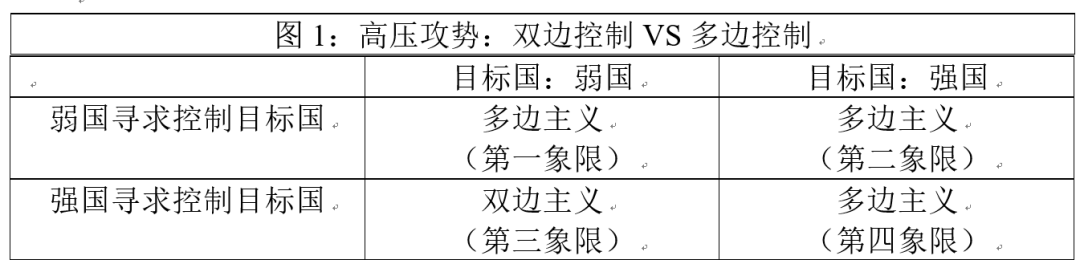 图 1：高压攻势：双边控制 VS 多边控制
目标国：弱国 目标国：强国
弱国寻求控制目标国 多边主义 多边主义
（第一象限） （第二象限）
强国寻求控制目标国 双边主义 多边主义
（第三象限） （第四象限）